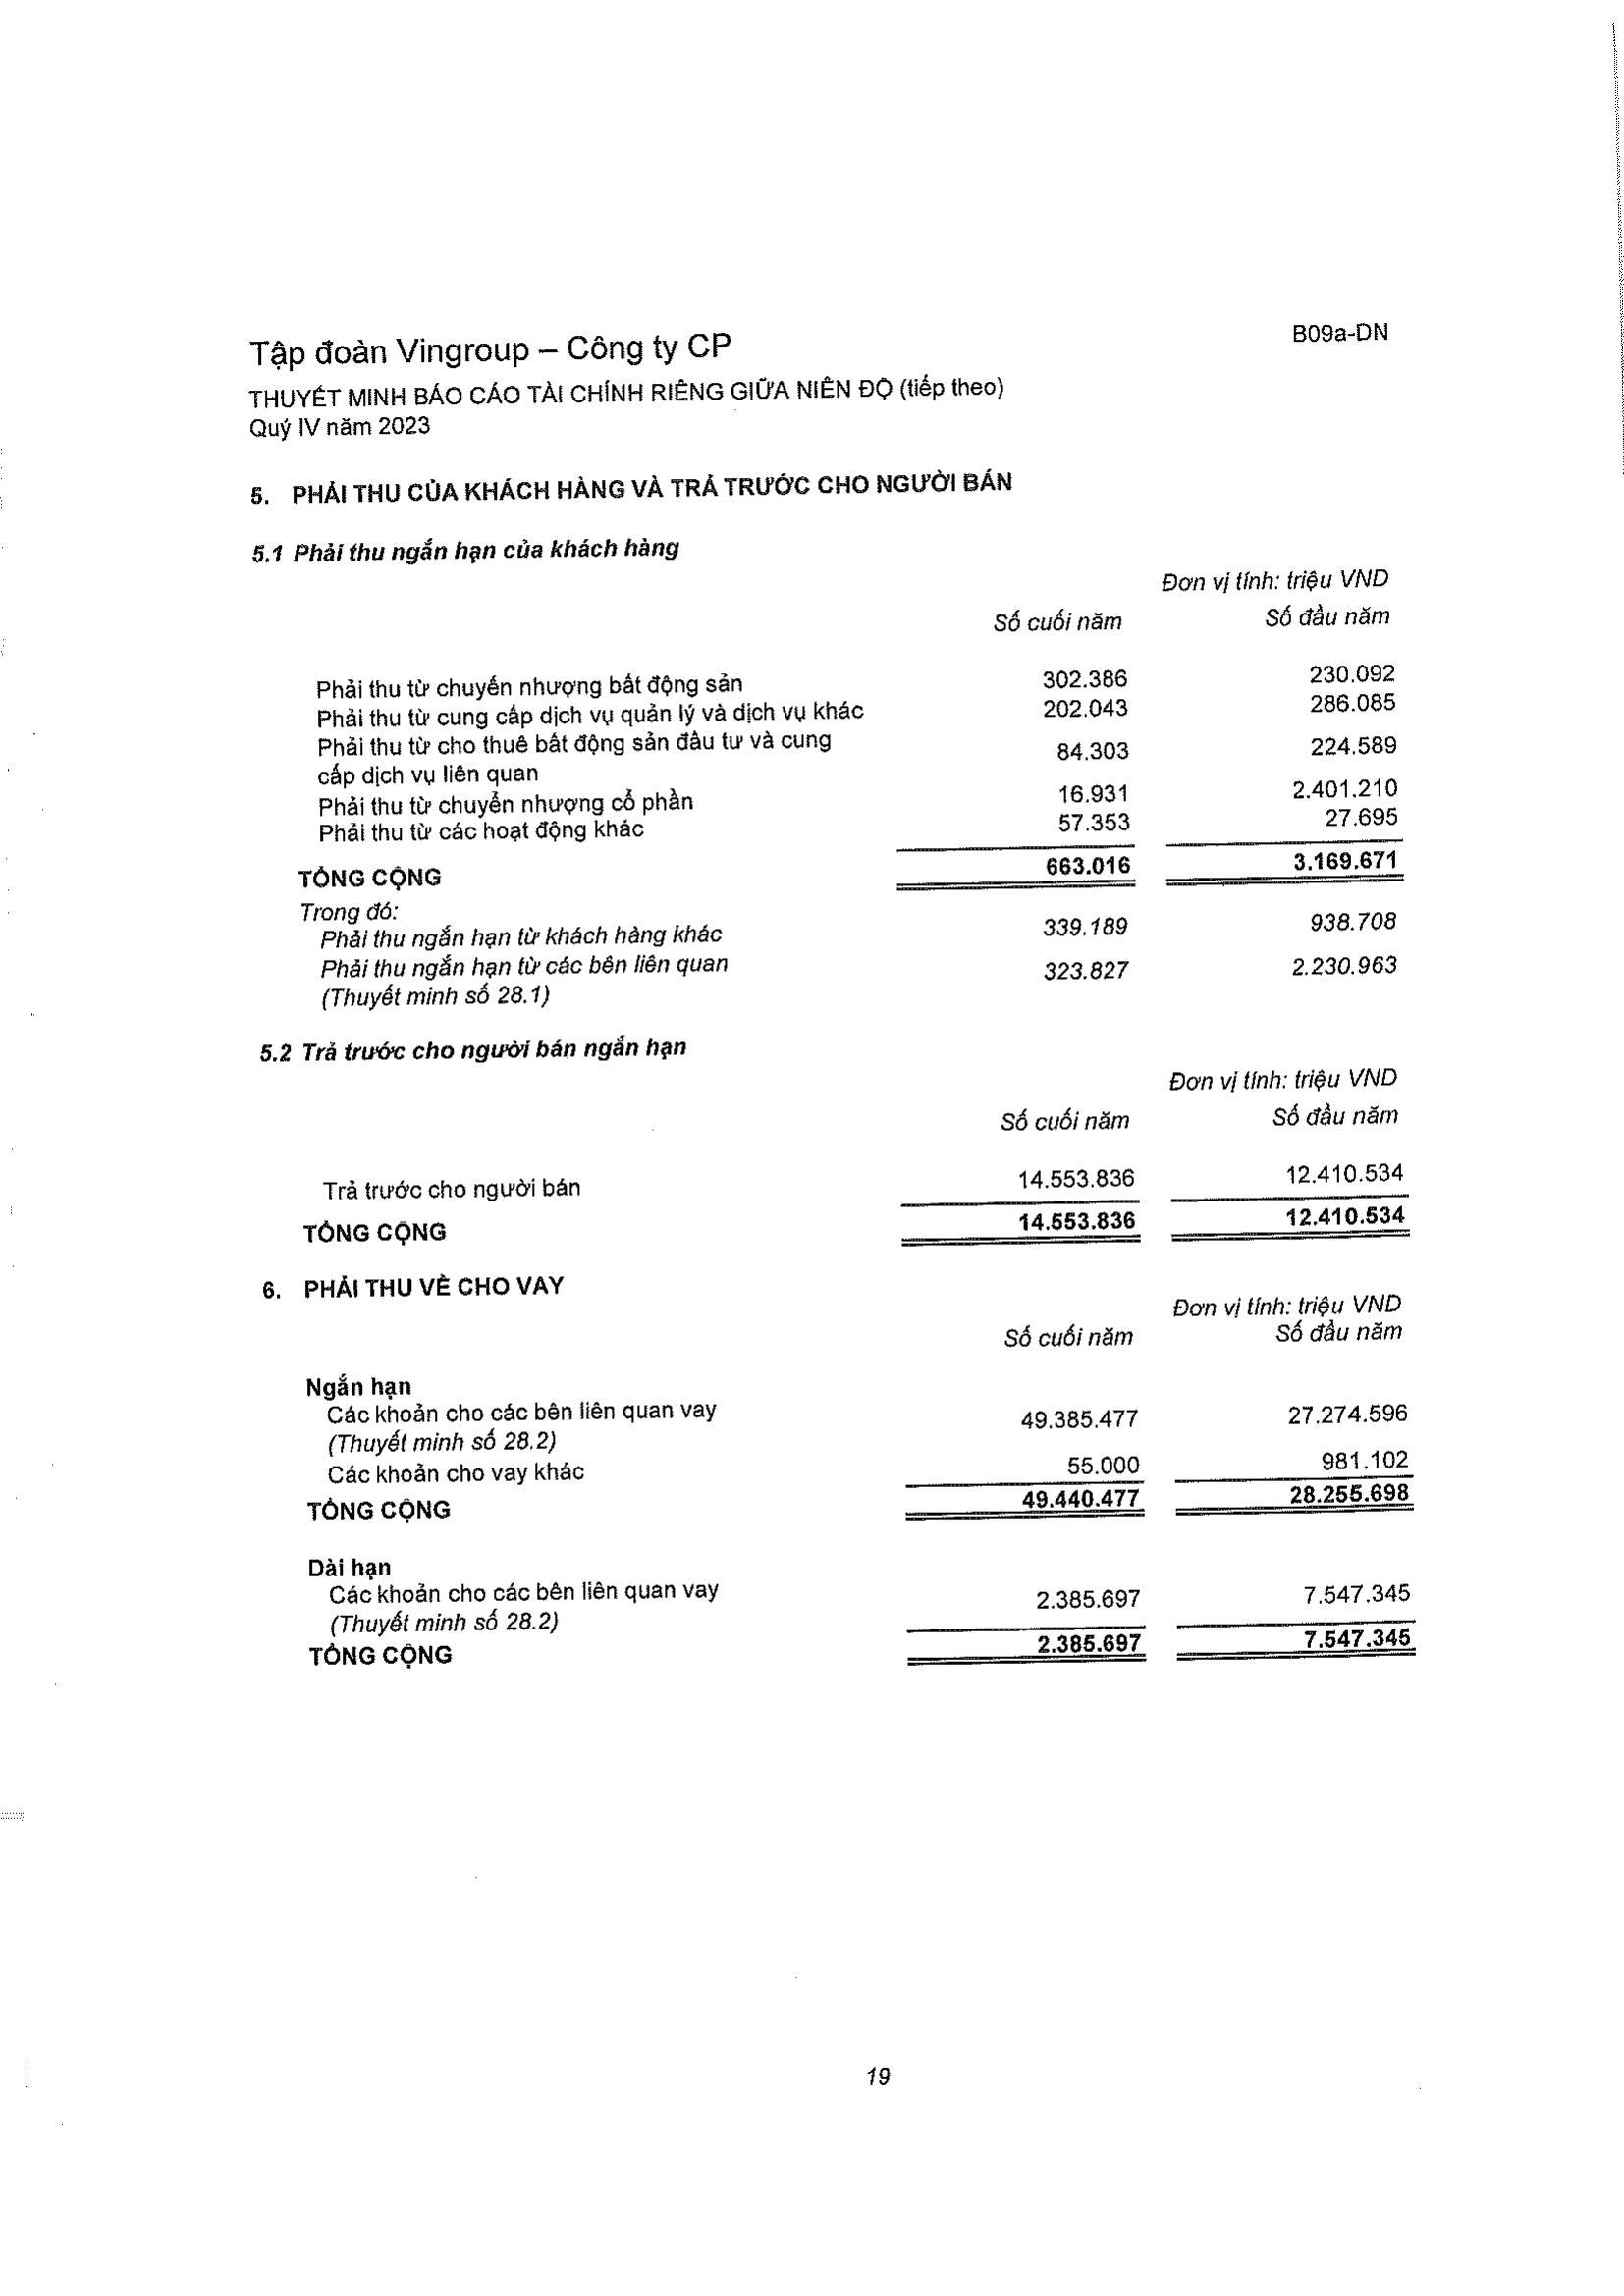 Tập đoàn Vingroup – Công ty CP
B09a-DN
THUYẾT MINH BÁO CÁO TÀI CHÍNH RIÊNG GIỮA NIÊN ĐỘ (tiếp theo)
Quý IV năm 2023
5. PHẢI THU CỦA KHÁCH HÀNG VÀ TRẢ TRƯỚC CHO NGƯỜI BÁN
5.1 Phải thu ngắn hạn của khách hàng
Đơn vị tính: triệu VND
Số cuối năm Số đầu năm
Phải thu từ chuyển nhượng bất động sản 302.386 230.092
Phải thu từ cung cấp dịch vụ quản lý và dịch vụ khác 202.043 286.085
Phải thu từ cho thuê bất động sản đầu tư và cung
cấp dịch vụ liên quan 84.303 224.589
Phải thu từ chuyển nhượng cổ phần 16.931 2.401.210
Phải thu từ các hoạt động khác 57.353 27.695
TỔNG CỘNG 663.016 3.169.671
Trong đó:
Phải thu ngắn hạn từ khách hàng khác 339.189 938.708
Phải thu ngắn hạn từ các bên liên quan
(Thuyết minh số 28.1) 323.827 2.230.963
5.2 Trả trước cho người bán ngắn hạn
Đơn vị tính: triệu VND
Số cuối năm Số đầu năm
Trả trước cho người bán 14.553.836 12.410.534
TỔNG CỘNG 14.553.836 12.410.534
6. PHẢI THU VỀ CHO VAY
Đơn vị tính: triệu VND
Số cuối năm Số đầu năm
Ngắn hạn
Các khoản cho các bên liên quan vay 49.385.477 27.274.596
(Thuyết minh số 28.2)
Các khoản cho vay khác 55.000 981.102
TỔNG CỘNG 49.440.477 28.255.698
Dài hạn
Các khoản cho các bên liên quan vay 2.385.697 7.547.345
(Thuyết minh số 28.2)
TỔNG CỘNG 2.385.697 7.547.345
19